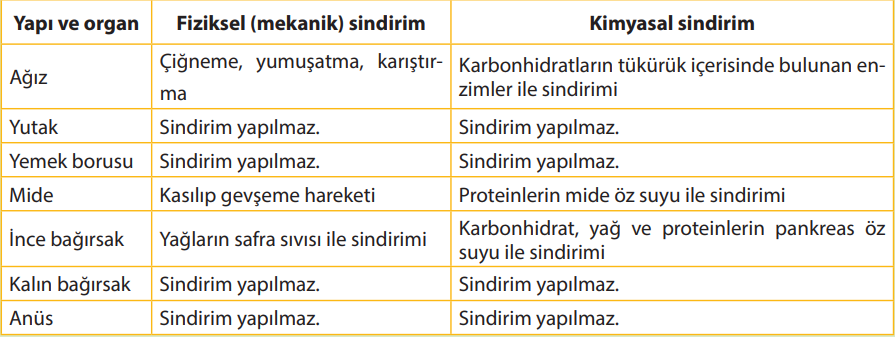 Yapı ve organ Fiziksel (mekanik) sindirim Kimyasal sindirim
Ağız
Çiğneme, yumuşatma, karıştır-
ma
Karbonhidratların tükürük içerisinde bulunan en-
zimler ile sindirimi
Yutak Sindirim yapılmaz. Sindirim yapılmaz.
Yemek borusu Sindirim yapılmaz. Sindirim yapılmaz.
Mide Kasılıp gevşeme hareketi Proteinlerin mide öz suyu ile sindirimi
İnce bağırsak Yağların safra sıvısı ile sindirimi
Karbonhidrat, yağ ve proteinlerin pankreas öz
suyu ile sindirimi
Kalın bağırsak Sindirim yapılmaz. Sindirim yapılmaz.
Anüs Sindirim yapılmaz. Sindirim yapılmaz.